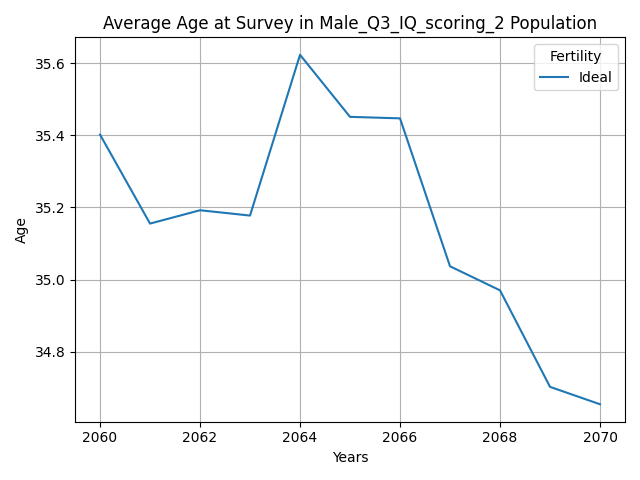 Average Age at Survey in Male_Q3_IQ_scoring_2 Population
Fertility
Ideal
35.6
35.4
35.2
35.0
34.8
Age
2060
2062
2064
2066
2068
2070
Years